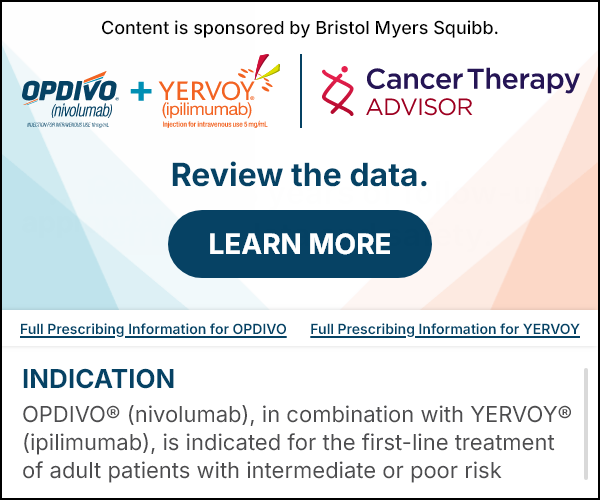 Content is sponsored by Bristol Myers Squibb.
OPDIVO® + YERVOY®
(nivolumab) (ipilimumab)
INJECTION FOR INTRAVENOUS USE 10 mg/mL Injection for intravenous use 5 mg/mL
Cancer Therapy
ADVISOR
Review the data.
LEARN MORE
Full Prescribing Information for OPDIVO Full Prescribing Information for YERVOY
INDICATION
OPDIVO® (nivolumab), in combination with YERVOY®
(ipilimumab), is indicated for the first-line treatment
of adult patients with intermediate or poor risk